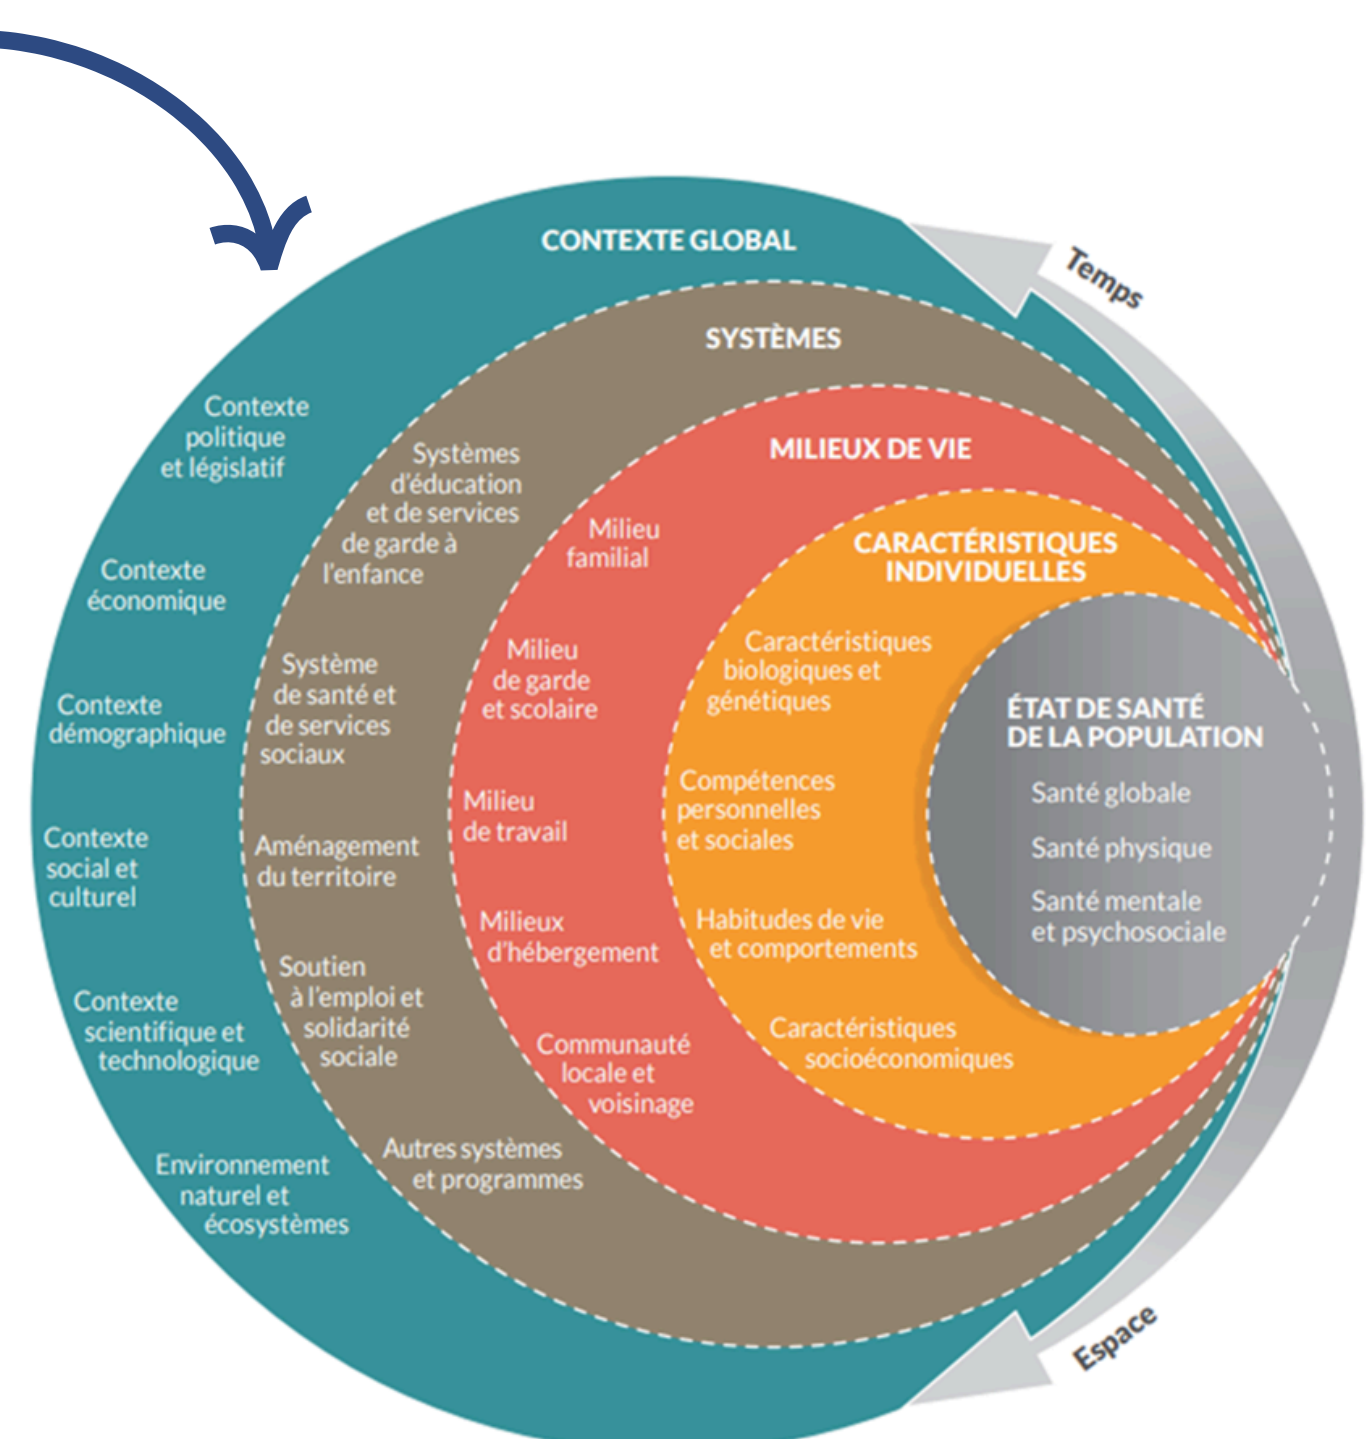 CONTEXTE GLOBAL
Contexte
politique
et législatif
Contexte
économique
Contexte
démographique
Contexte
social et
culturel
Contexte
scientifique et
technologique
Environnement
naturel et
écosystèmes
SYSTÈMES
Systèmes
d'éducation
et de services
de garde à
l'enfance
Système
de santé et
de services
sociaux
Aménagement
du territoire
Soutien
à l'emploi et
solidarité
sociale
Autres systèmes
et programmes
MILIEUX DE VIE
Milieu
familial
Milieu
de garde
et scolaire
Milieu
de travail
Milieux
d'hébergement
Communauté
locale et
voisinage
CARACTÉRISTIQUES
INDIVIDUELLES
Caractéristiques
biologiques et
génétiques
Compétences
personnelles
et sociales
Habitudes de vie
et comportements
Caractéristiques
socioéconomiques
ÉTAT DE SANTÉ
DE LA POPULATION
Santé globale
Santé physique
Santé mentale
et psychosociale
Temps
Espace